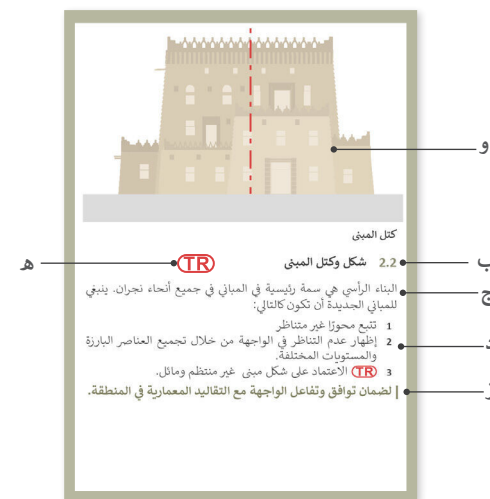 و
كتل المبنى
ب
2.2 شكل وكتل المبنى
TR
ه
ج
البناء الرأسي هي سمة رئيسية في المباني في جميع أنحاء نجران. ينبغي
للمباني الجديدة أن تكون كالتالي:
1 تتبع محورًا غير متناظر
د
2 إظهار عدم التناظر في الواجهة من خلال تجميع العناصر البارزة
والمستويات المختلفة.
3 TR الاعتماد على شكل مبنى غير منتظم ومائل.
لضمان توافق وتفاعل الواجهة مع التقاليد المعمارية في المنطقة.